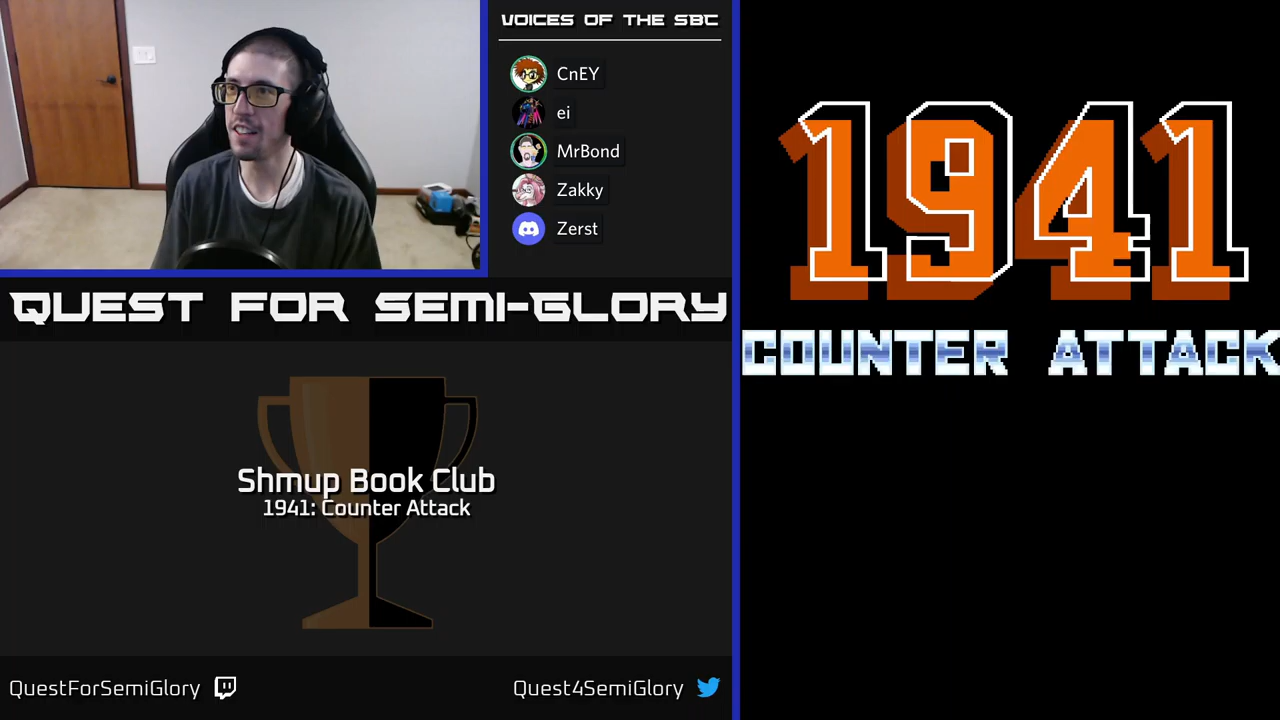 VOICES OF THE SBC
CnEY
ei
MrBond
Zakky
Zerst
QUEST FOR SEMI-GLORY
Shmup Book Club
1941: Counter Attack
QuestForSemiGlory
Quest4SemiGlory
1941
COUNTER ATTACK